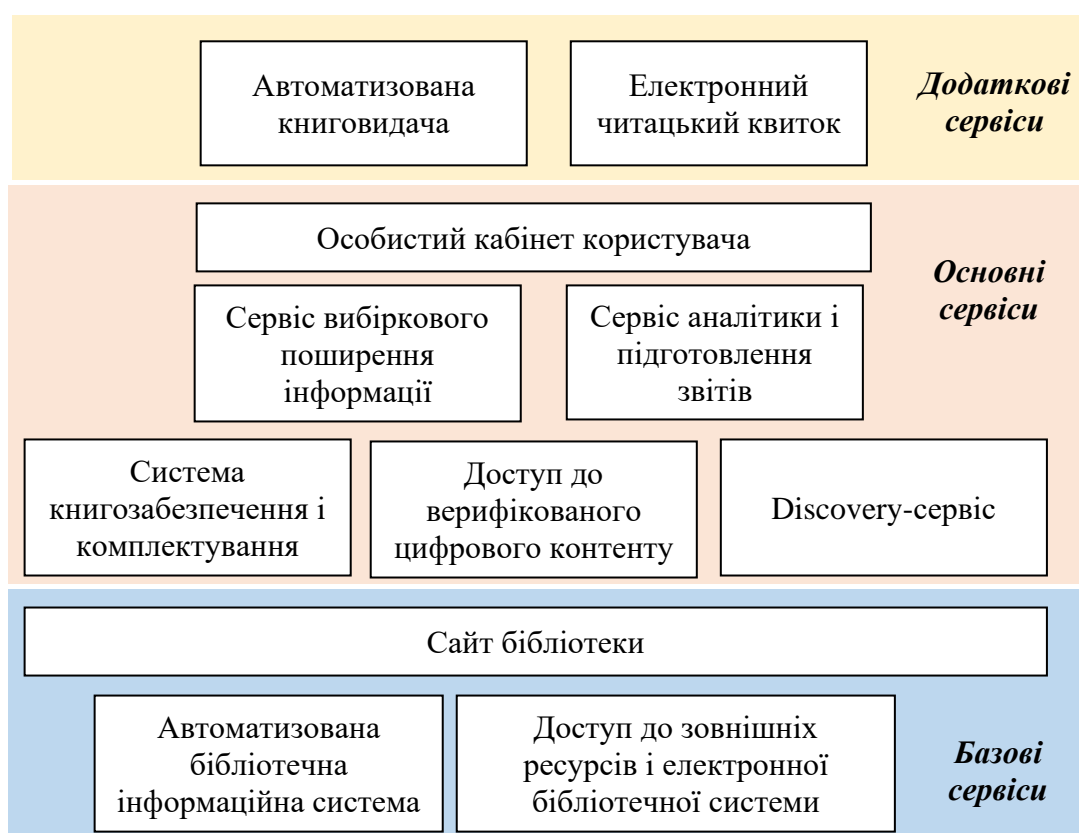 Автоматизована
книговидача
Електронний
читацький квиток
Додаткові
сервіси
Особистий кабінет користувача
Сервіс вибіркового
поширення
інформації
Сервіс аналітики і
підготовлення
звітів
Основні
сервіси
Система
книгозабезпечення і
комплектування
Доступ до
верифікованого
цифрового контенту
Discovery-сервіс
Сайт бібліотеки
Автоматизована
бібліотечна
інформаційна система
Доступ до зовнішніх
ресурсів і електронної
бібліотечної системи
Базові
сервіси